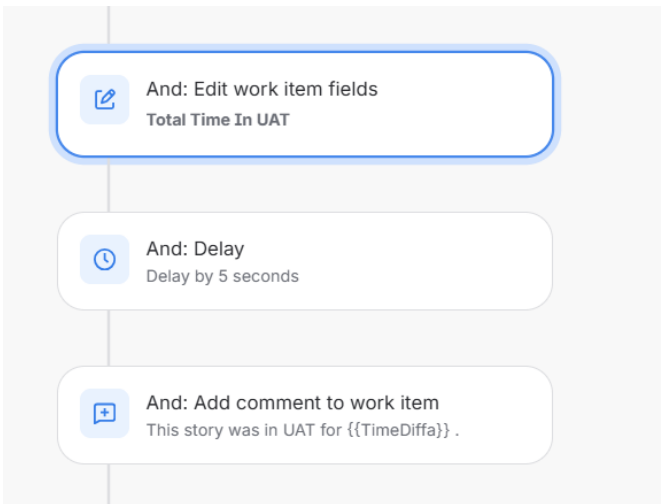 And: Edit work item fields
Total Time In UAT
And: Delay
Delay by 5 seconds
And: Add comment to work item
This story was in UAT for {{TimeDiffa}} .